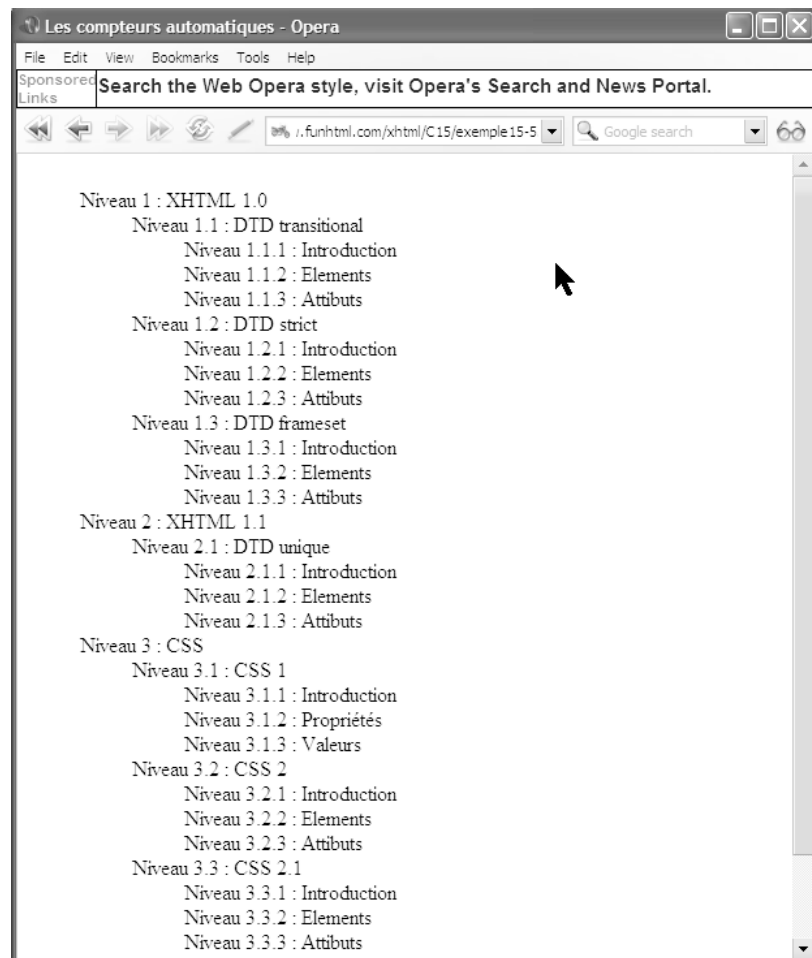 Les compteurs automatiques - Opera
File Edit View Bookmarks Tools Help
Sponsored Links
Search the Web Opera style, visit Opera's Search and News Portal.
.funhtml.com/xhtml/C15/exemple15-5 Google search
Niveau 1 : XHTML 1.0
Niveau 1.1 : DTD transitional
Niveau 1.1.1 : Introduction
Niveau 1.1.2 : Elements
Niveau 1.1.3 : Attibuts
Niveau 1.2 : DTD strict
Niveau 1.2.1 : Introduction
Niveau 1.2.2 : Elements
Niveau 1.2.3 : Attibuts
Niveau 1.3 : DTD frameset
Niveau 1.3.1 : Introduction
Niveau 1.3.2 : Elements
Niveau 1.3.3 : Attibuts
Niveau 2 : XHTML 1.1
Niveau 2.1 : DTD unique
Niveau 2.1.1 : Introduction
Niveau 2.1.2 : Elements
Niveau 2.1.3 : Attibuts
Niveau 3 : CSS
Niveau 3.1 : CSS 1
Niveau 3.1.1 : Introduction
Niveau 3.1.2 : Propriétés
Niveau 3.1.3 : Valeurs
Niveau 3.2 : CSS 2
Niveau 3.2.1 : Introduction
Niveau 3.2.2 : Elements
Niveau 3.2.3 : Attibuts
Niveau 3.3 : CSS 2.1
Niveau 3.3.1 : Introduction
Niveau 3.3.2 : Elements
Niveau 3.3.3 : Attibuts